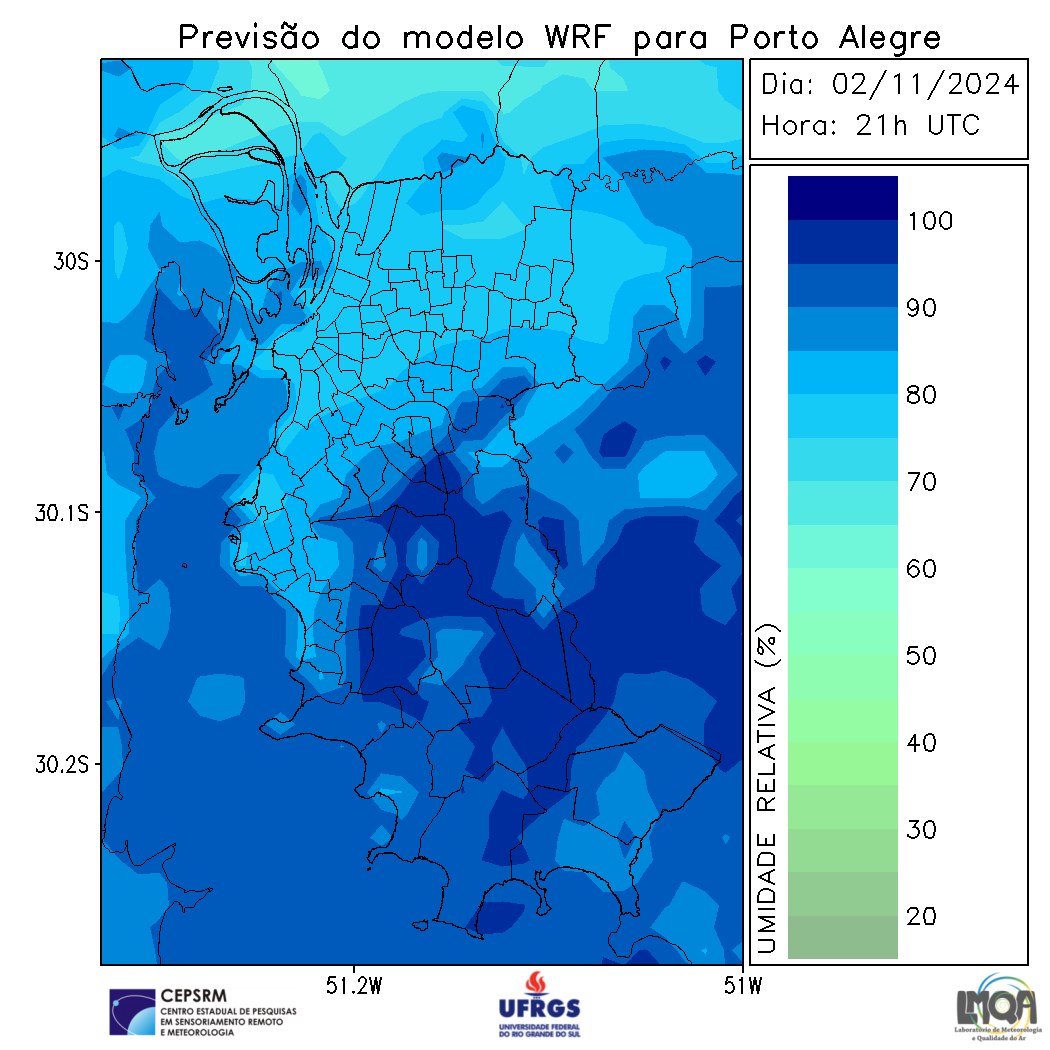 Previsão do modelo WRF para Porto Alegre
Dia: 02/11/2024
Hora: 21h UTC
100
90
80
70
60
50
40
30
20
UMIDADE RELATIVA (%)
30S
30.1S
30.2S
51.2W
51W
CEPSRM
CENTRO ESTADUAL DE PESQUISAS
EM SENSORIAMENTO REMOTO
E METEOROLOGIA
UFRGS
UNIVERSIDADE FEDERAL
DO RIO GRANDE DO SUL
LMQA
Laboratório de Meteorologia
e Qualidade do Ar